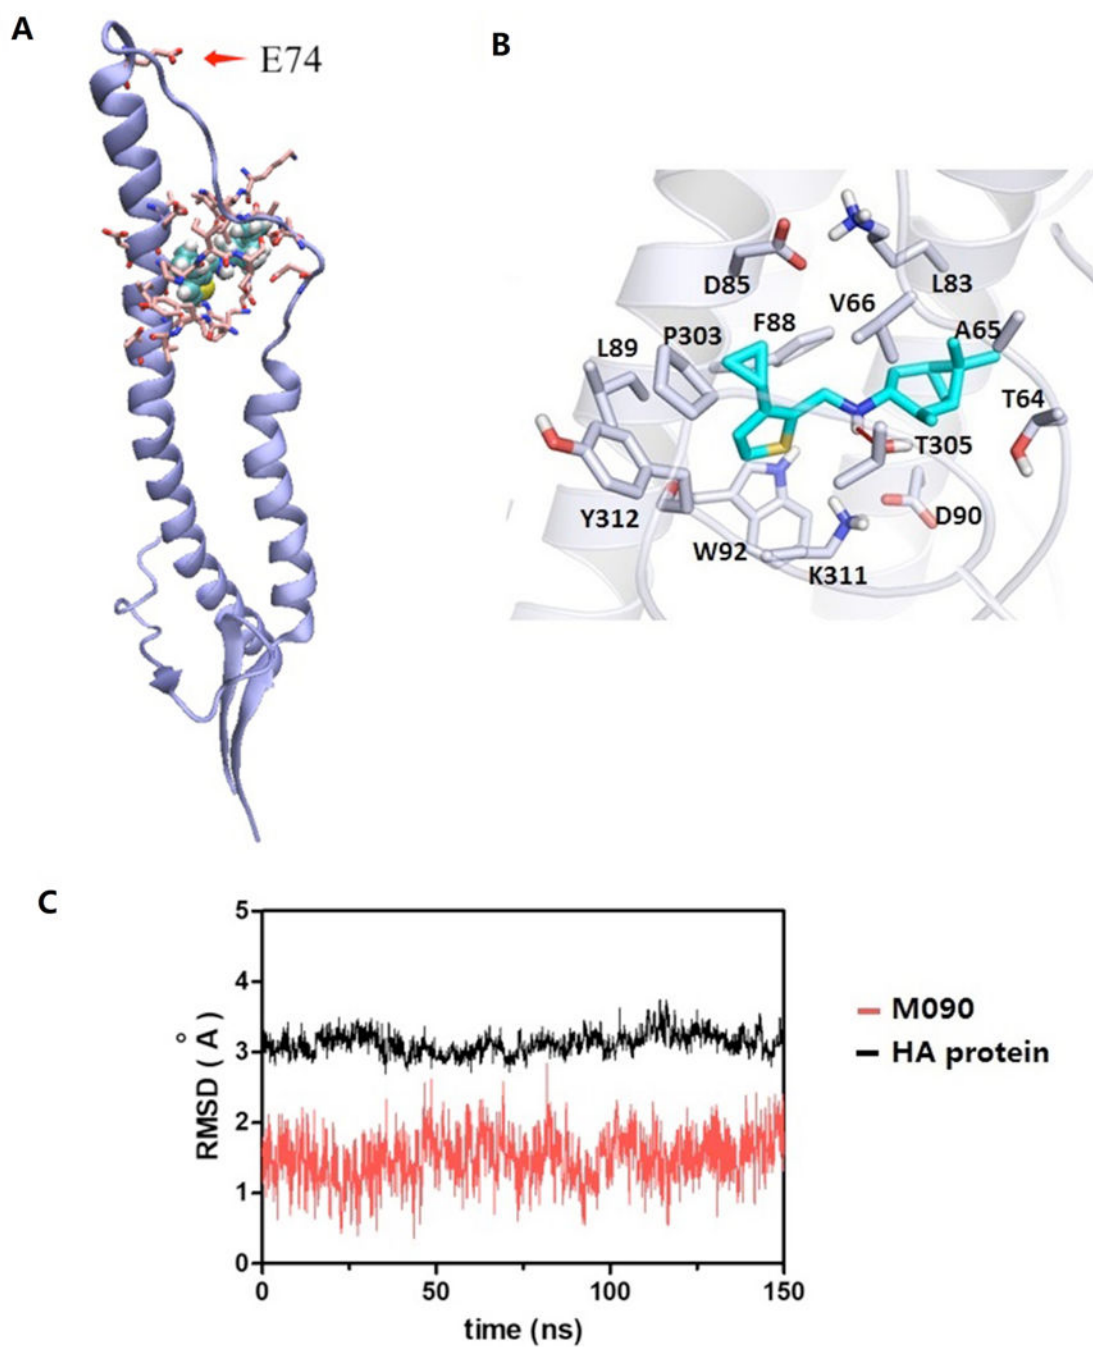 A
E74
B
D85
L83
V66
P303
F88
A65
L89
T64
T305
Y312
D90
W92
K311
C
5
4
3
2
1
0
RMSD ( Å )
0
50
100
150
time (ns)
M090
HA protein